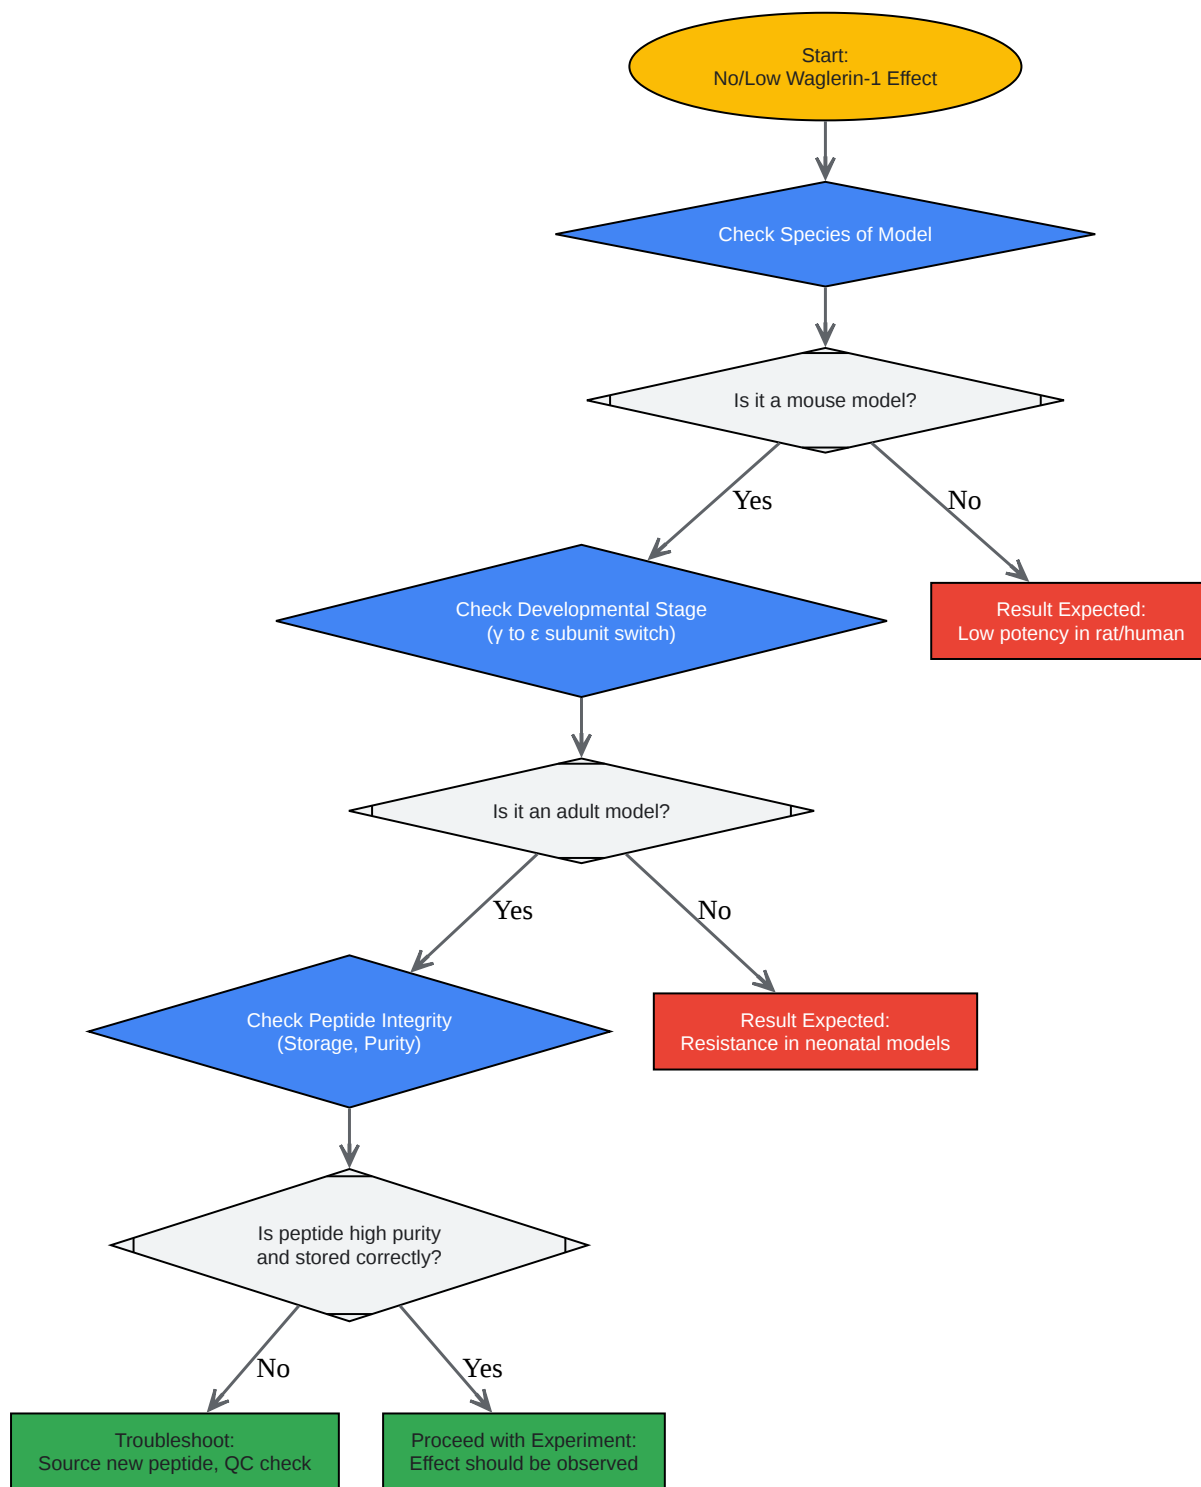 Start:
No/Low Waglerin-1 Effect
Check Species of Model
Is it a mouse model?
Yes
No
Check Developmental Stage
(γ to ε subunit switch)
Result Expected:
Low potency in rat/human
Is it an adult model?
Yes
No
Check Peptide Integrity
(Storage, Purity)
Result Expected:
Resistance in neonatal models
Is peptide high purity
and stored correctly?
No
Yes
Troubleshoot:
Source new peptide, QC check
Proceed with Experiment:
Effect should be observed